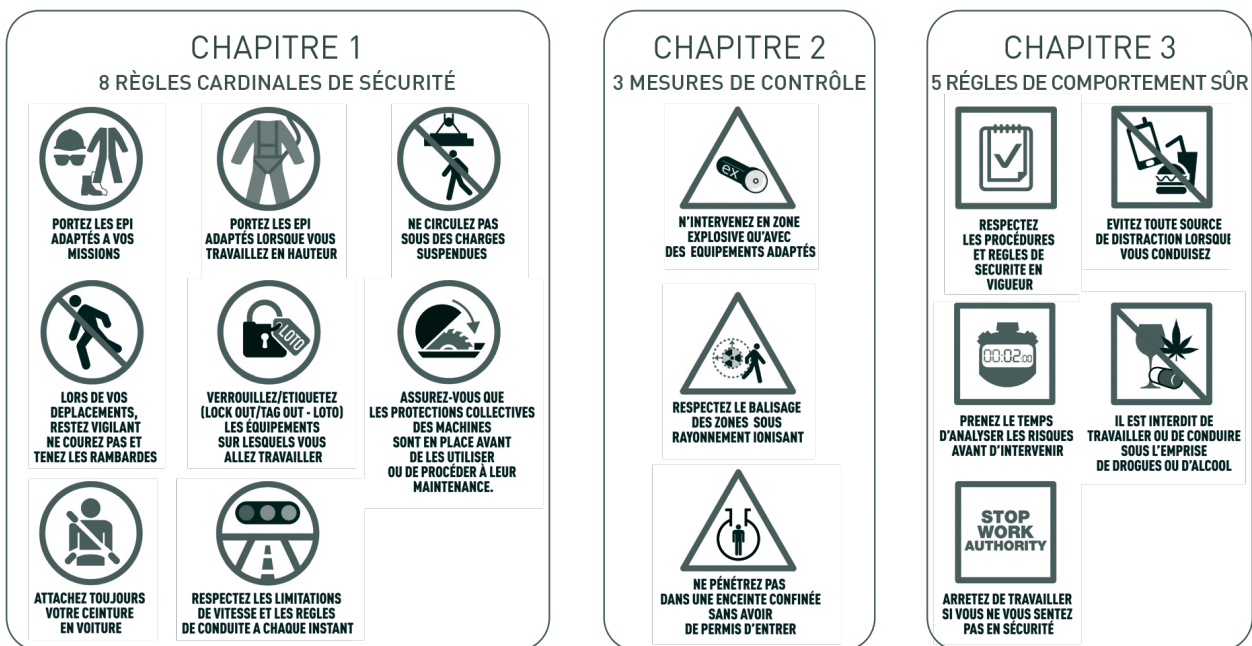 CHAPITRE 1
8 RÈGLES CARDINALES DE SÉCURITÉ
PORTEZ LES EPI
ADAPTÉS A VOS
MISSIONS
PORTEZ LES EPI
ADAPTÉS LORSQUE VOUS
TRAVAILLEZ EN HAUTEUR
NE CIRCULEZ PAS
SOUS DES CHARGES
SUSPENDUES
LORS DE VOS
DEPLACEMENTS,
RESTEZ VIGILANT
NE COUREZ PAS ET
TENEZ LES RAMBARDES
LOTO
VERROUILLEZ/ETIQUETEZ
(LOCK OUT/TAG OUT - LOTO)
LES ÉQUIPEMENTS
SUR LESQUELS VOUS
ALLEZ TRAVAILLER
ASSUREZ-VOUS QUE
LES PROTECTIONS COLLECTIVES
DES MACHINES
SONT EN PLACE AVANT
DE LES UTILISER
OU DE PROCÉDER À LEUR
MAINTENANCE.
ATTACHEZ TOUJOURS
VOTRE CEINTURE
EN VOITURE
RESPECTEZ LES LIMITATIONS
DE VITESSE ET LES REGLES
DE CONDUITE A CHAQUE INSTANT
CHAPITRE 2
3 MESURES DE CONTRÔLE
ex
N'INTERVENEZ EN ZONE
EXPLOSIVE QU'AVEC
DES EQUIPEMENTS ADAPTÉS
RESPECTEZ LE BALISAGE
DES ZONES SOUS
RAYONNEMENT IONISANT
NE PÉNÉTREZ PAS
DANS UNE ENCEINTE CONFINÉE
SANS AVOIR
DE PERMIS D'ENTRER
CHAPITRE 3
5 RÉGLES DE COMPORTEMENT SÛR
RESPECTEZ
LES PROCÉDURES
ET REGLES DE
SECURITE EN
VIGUEUR
EVITEZ TOUTE SOURCE
DE DISTRACTION LORSQUE
VOUS CONDUISEZ
00:02:00
PRENEZ LE TEMPS
D'ANALYSER LES RISQUES
AVANT D'INTERVENIR
IL EST INTERDIT DE
TRAVAILLER OU DE CONDUIRE
SOUS L'EMPRISE
DE DROGUES OU D'ALCOOL
STOP
WORK
AUTHORITY
ARRETEZ DE TRAVAILLER
SI VOUS NE VOUS SENTEZ
PAS EN SÉCURITÉ